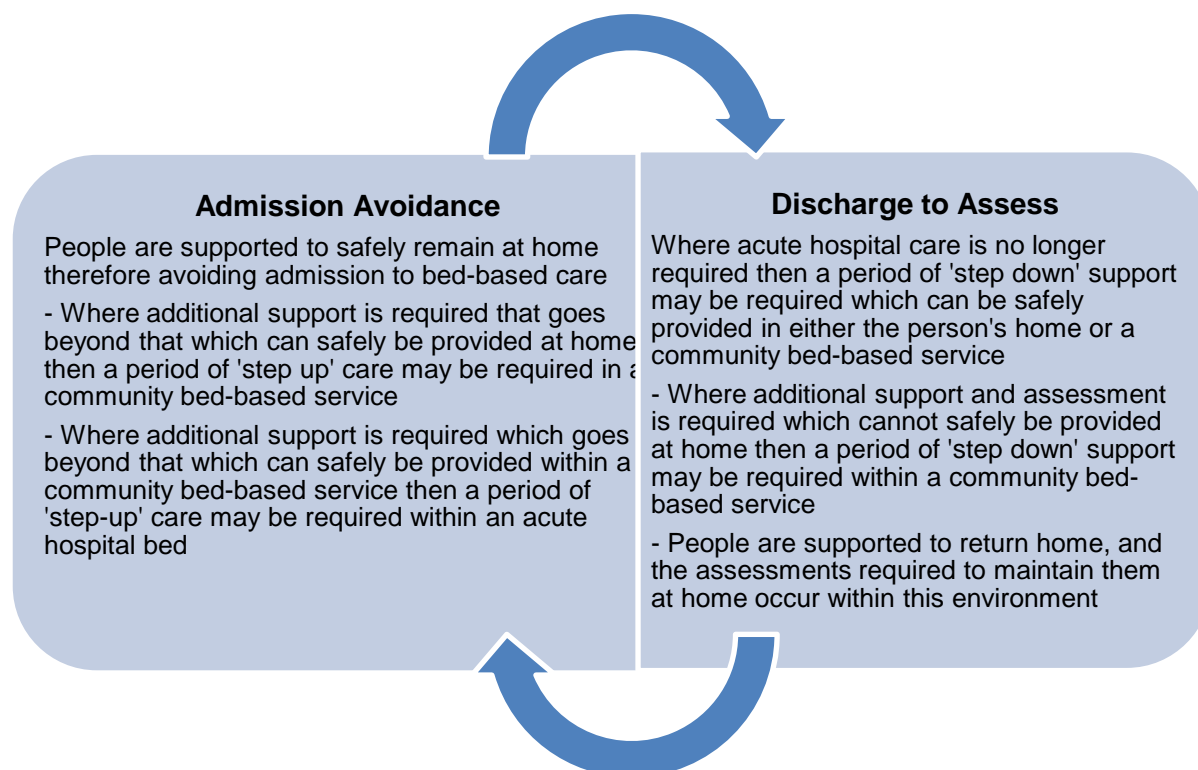 Admission Avoidance
People are supported to safely remain at home
therefore avoiding admission to bed-based care
- Where additional support is required that goes
beyond that which can safely be provided at home
then a period of 'step up' care may be required in a
community bed-based service
- Where additional support is required which goes
beyond that which can safely be provided within a
community bed-based service then a period of
'step-up' care may be required within an acute
hospital bed
Discharge to Assess
Where acute hospital care is no longer
required then a period of 'step down' support
may be required which can be safely
provided in either the person's home or a
community bed-based service
- Where additional support and assessment
is required which cannot safely be provided
at home then a period of 'step down' support
may be required within a community bed-
based service
- People are supported to return home, and
the assessments required to maintain them
at home occur within this environment